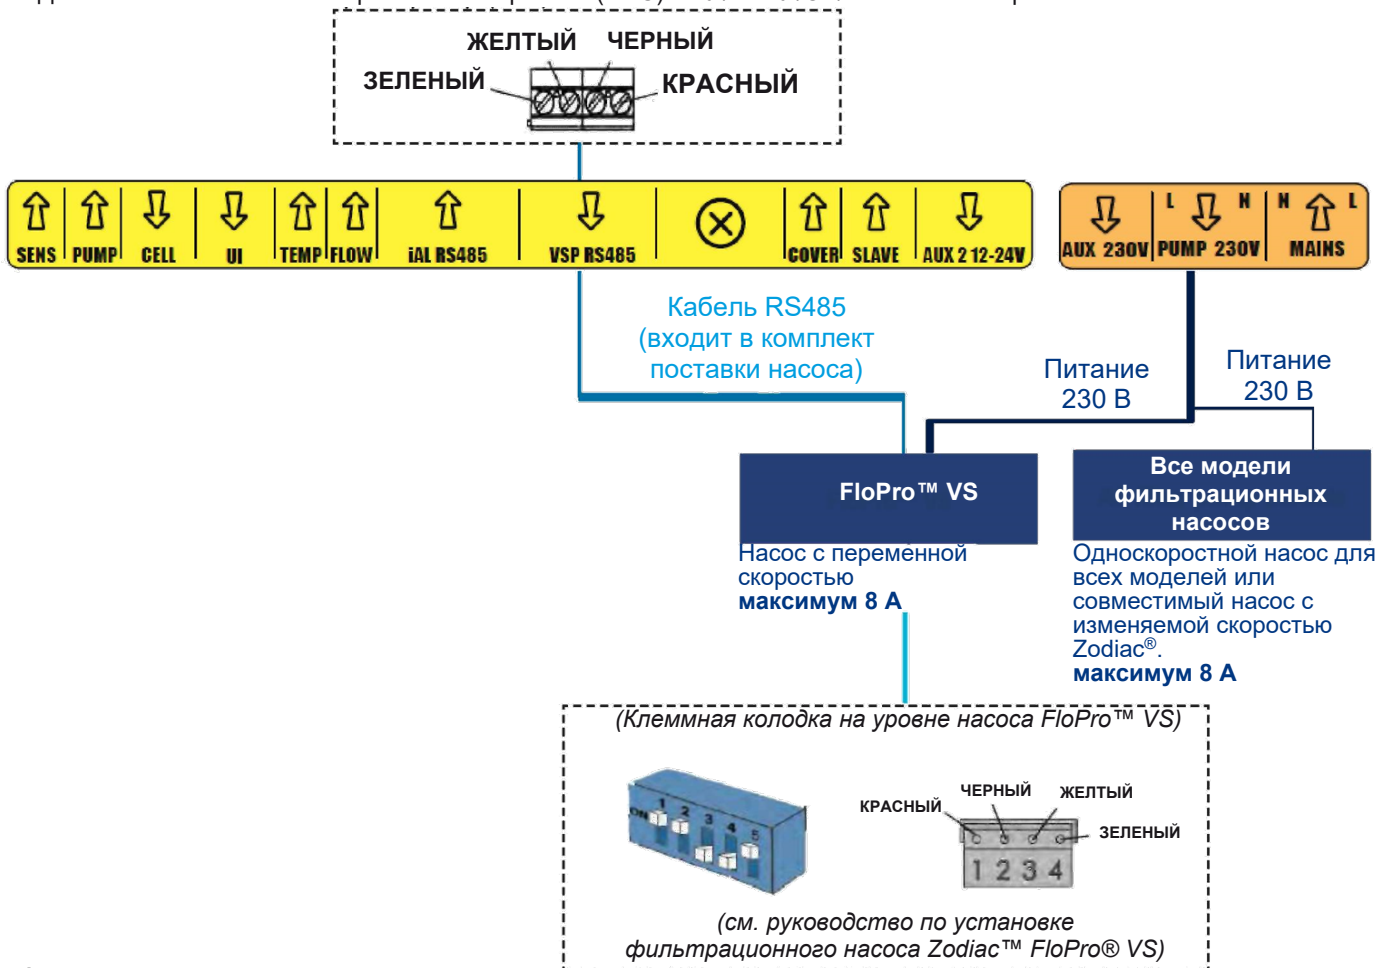 ЖЕЛТЫЙ ЧЕРНЫЙ
ЗЕЛЕНЫЙ КРАСНЫЙ
SENS PUMP CELL UI TEMP FLOW iAL RS485 VSP RS485 COVER SLAVE AUX 2 12-24V
L N N L
AUX 230V PUMP 230V MAINS
Кабель RS485
(входит в комплект
поставки насоса)
Питание
230 В
Питание
230 В
FloPro™ VS
Все модели
фильтрационных
насосов
Насос с переменной
скоростью
максимум 8 А
Односкоростной насос для
всех моделей или
совместимый насос с
изменяемой скоростью
Zodiac®.
максимум 8 А
(Клеммная колодка на уровне насоса FloPro™ VS)
ON 1 2 3 4 5
КРАСНЫЙ ЧЕРНЫЙ ЖЕЛТЫЙ
ЗЕЛЕНЫЙ
1 2 3 4
(см. руководство по установке
фильтрационного насоса Zodiac™ FloPro® VS)